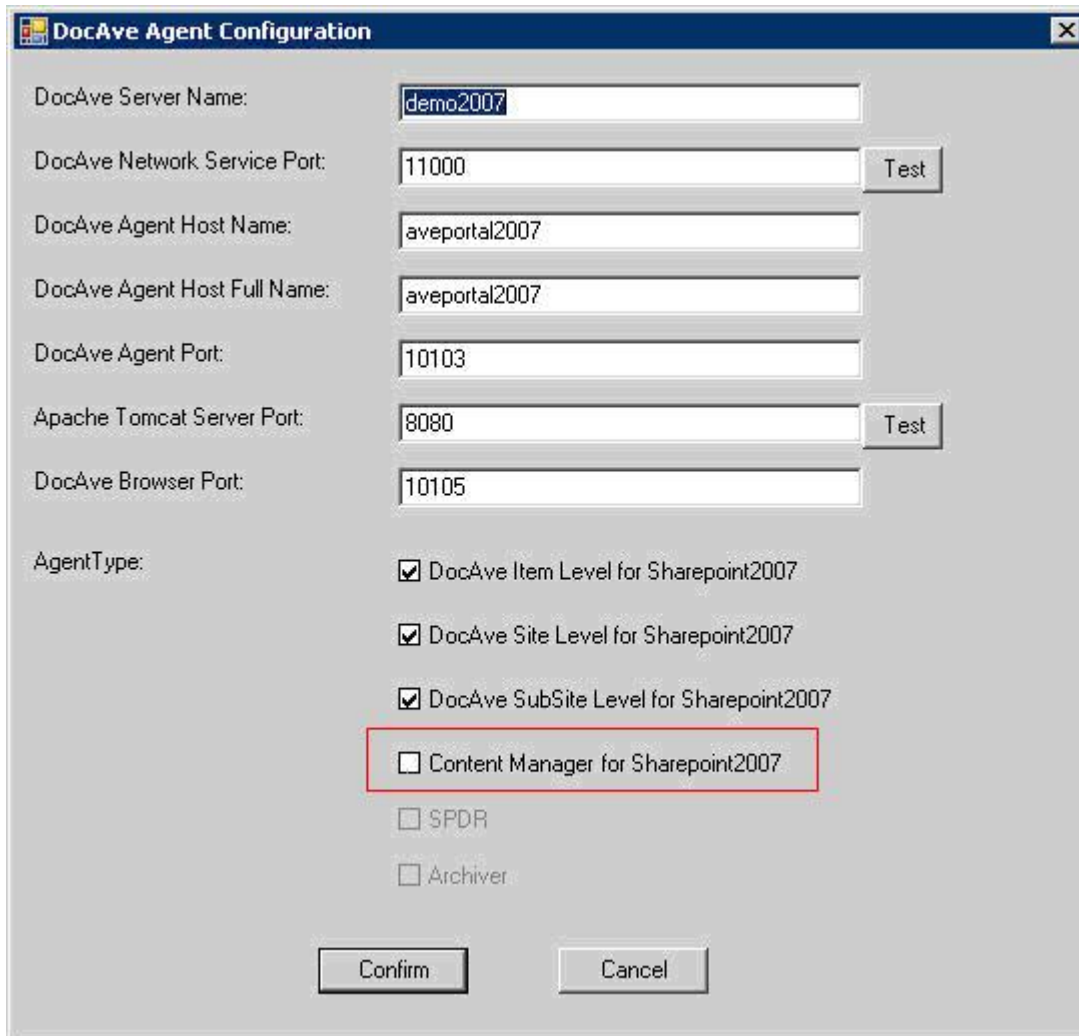 DocAve Agent Configuration
DocAve Server Name: demo2007
DocAve Network Service Port: 11000 Test
DocAve Agent Host Name: aveportal2007
DocAve Agent Host Full Name: aveportal2007
DocAve Agent Port: 10103
Apache Tomcat Server Port: 8080 Test
DocAve Browser Port: 10105
AgentType: DocAve Item Level for Sharepoint2007
DocAve Site Level for Sharepoint2007
DocAve SubSite Level for Sharepoint2007
Content Manager for Sharepoint2007
SPDR
Archiver
Confirm Cancel